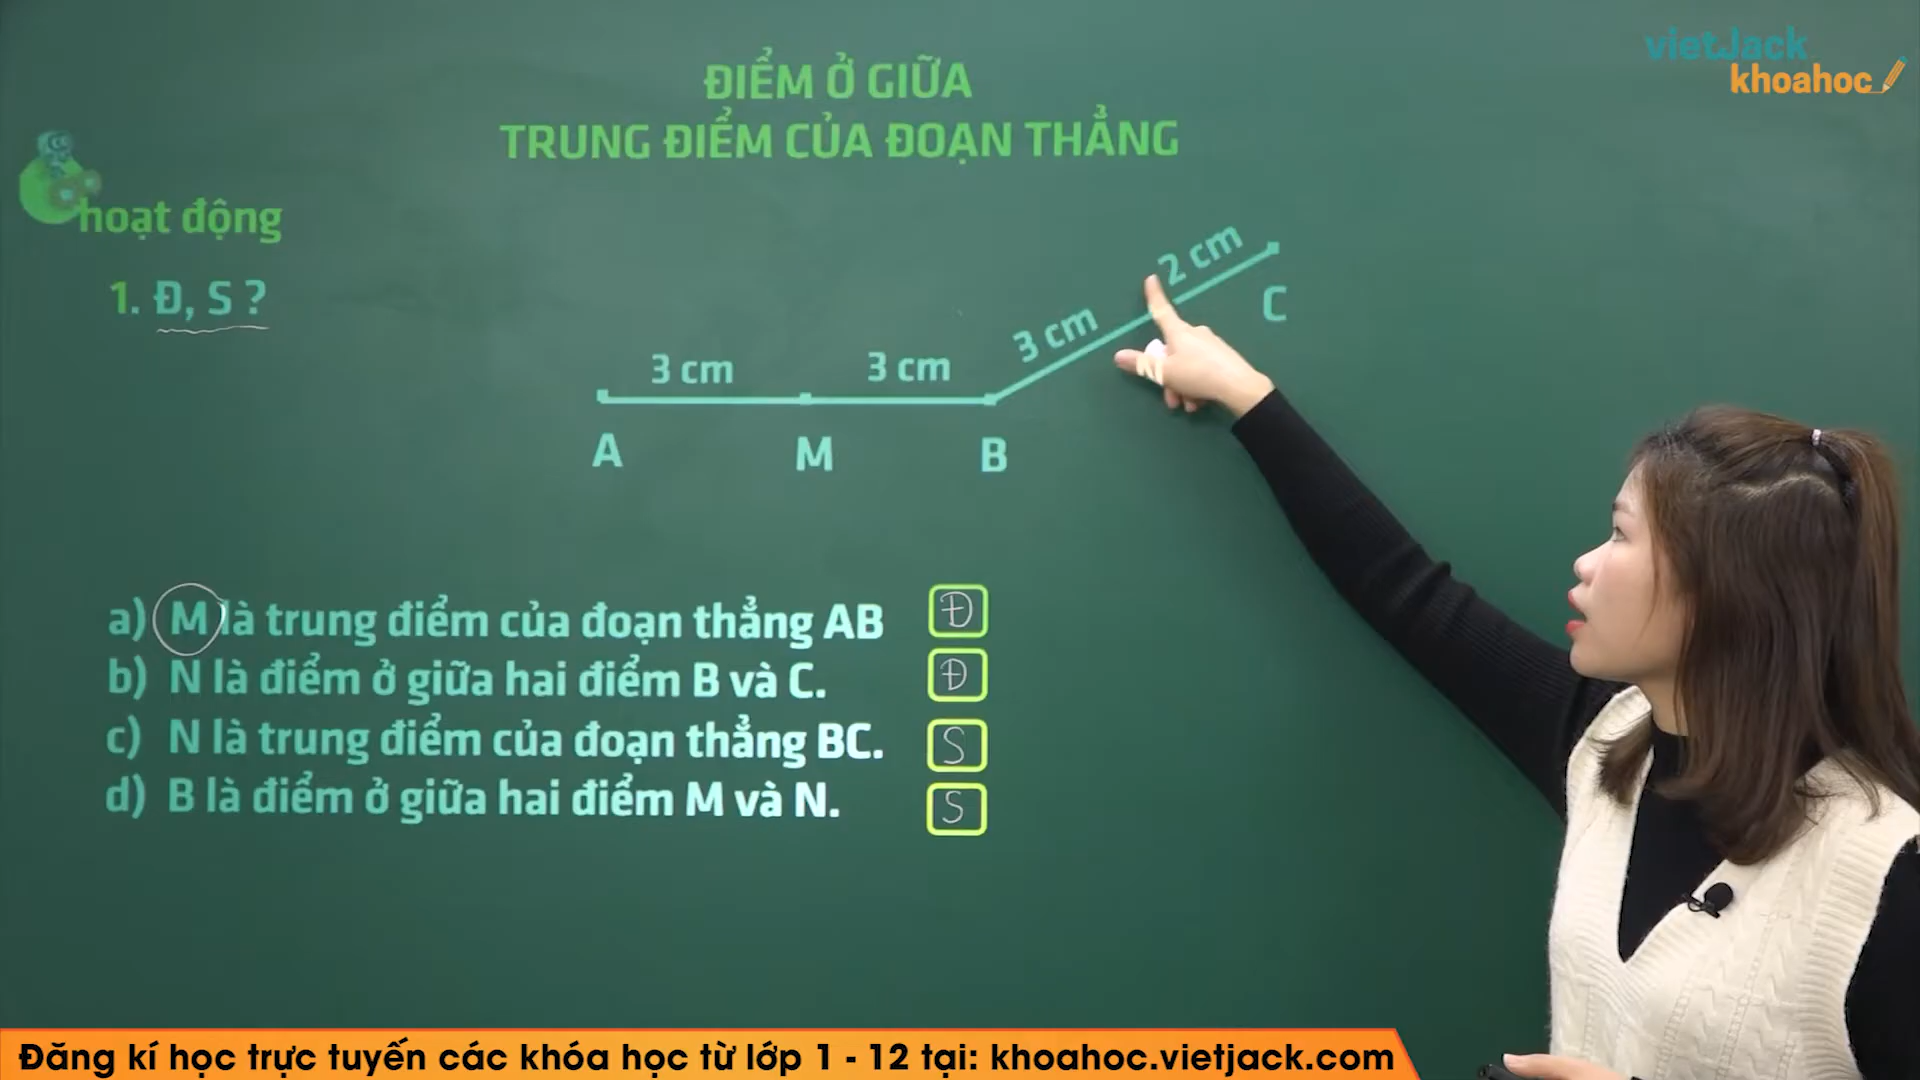 vietJack
khoahoc
ĐIỂM Ở GIỮA
TRUNG ĐIỂM CỦA ĐOẠN THẲNG
hoạt động
1. Đ, S ?
3 cm
3 cm
3 cm
2 cm
A
M
B
C
a) M là trung điểm của đoạn thẳng AB Đ
b) N là điểm ở giữa hai điểm B và C. Đ
c) N là trung điểm của đoạn thẳng BC. S
d) B là điểm ở giữa hai điểm M và N. S
Đăng kí học trực tuyến các khóa học từ lớp 1 - 12 tại: khoahoc.vietjack.com